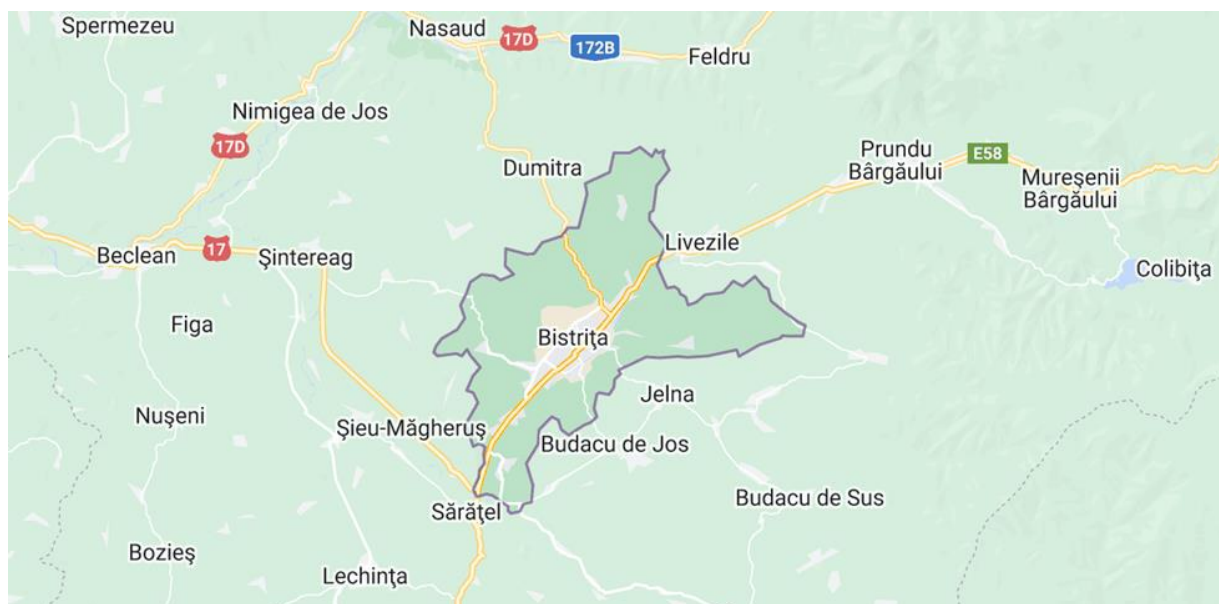 Spermezeu
Nasaud
17D
172B
Feldru
Nimigea de Jos
17D
Dumitra
Prundu
Bârgăului
E58
Mureşenii
Bârgăului
Beclean
17
Şintereag
Livezile
Colibiţa
Figa
Bistriţa
Nuşeni
Jelna
Şieu-Măgheruş
Budacu de Jos
Budacu de Sus
Sărăţel
Bozieş
Lechinţa